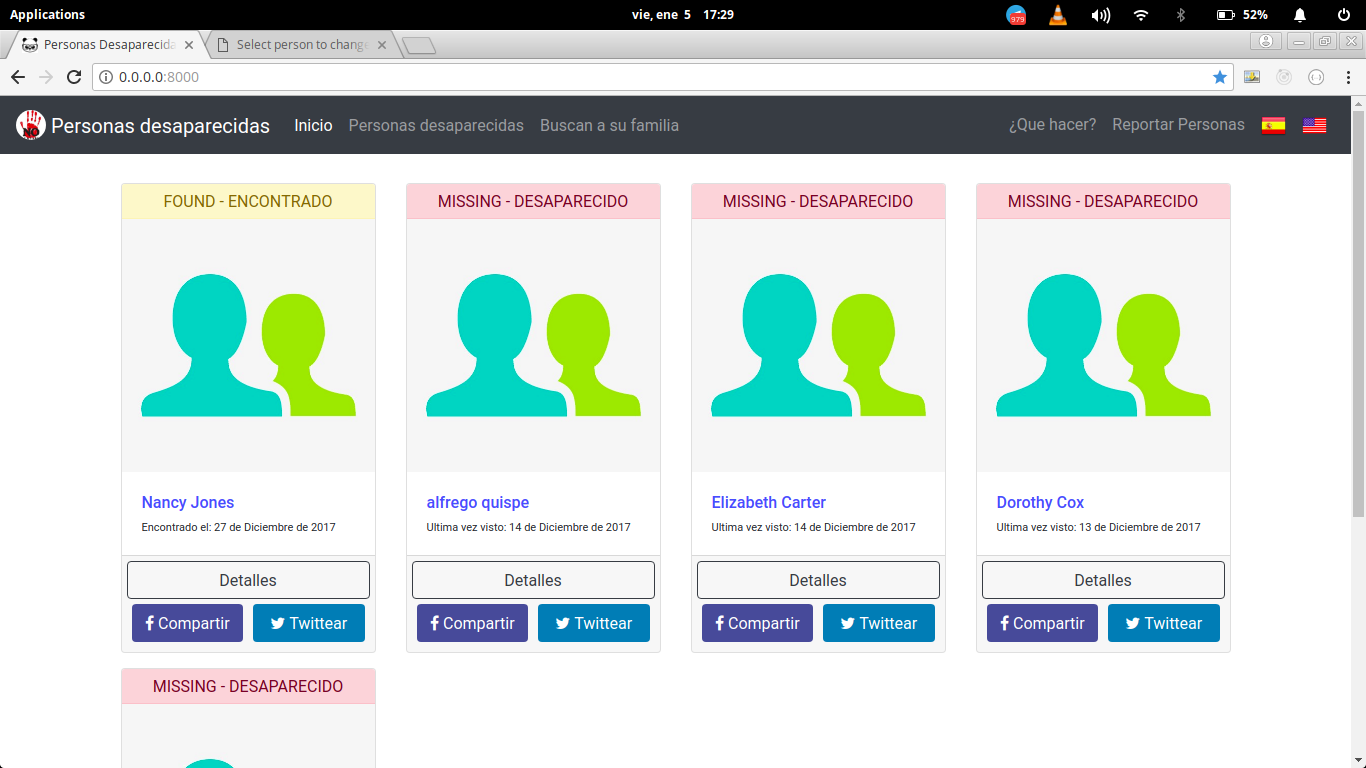 Applications
vie, ene 5 17:29
979
52%
Personas Desaparecida
Select person to change
0.0.0.0:8000
NO
Personas desaparecidas
Inicio
Personas desaparecidas
Buscan a su familia
¿Que hacer?
Reportar Personas
FOUND - ENCONTRADO
MISSING - DESAPARECIDO
MISSING - DESAPARECIDO
MISSING - DESAPARECIDO
Nancy Jones
Encontrado el: 27 de Diciembre de 2017
alfrego quispe
Ultima vez visto: 14 de Diciembre de 2017
Elizabeth Carter
Ultima vez visto: 14 de Diciembre de 2017
Dorothy Cox
Ultima vez visto: 13 de Diciembre de 2017
Detalles
Detalles
Detalles
Detalles
Compartir
Twittear
Compartir
Twittear
Compartir
Twittear
Compartir
Twittear
MISSING - DESAPARECIDO